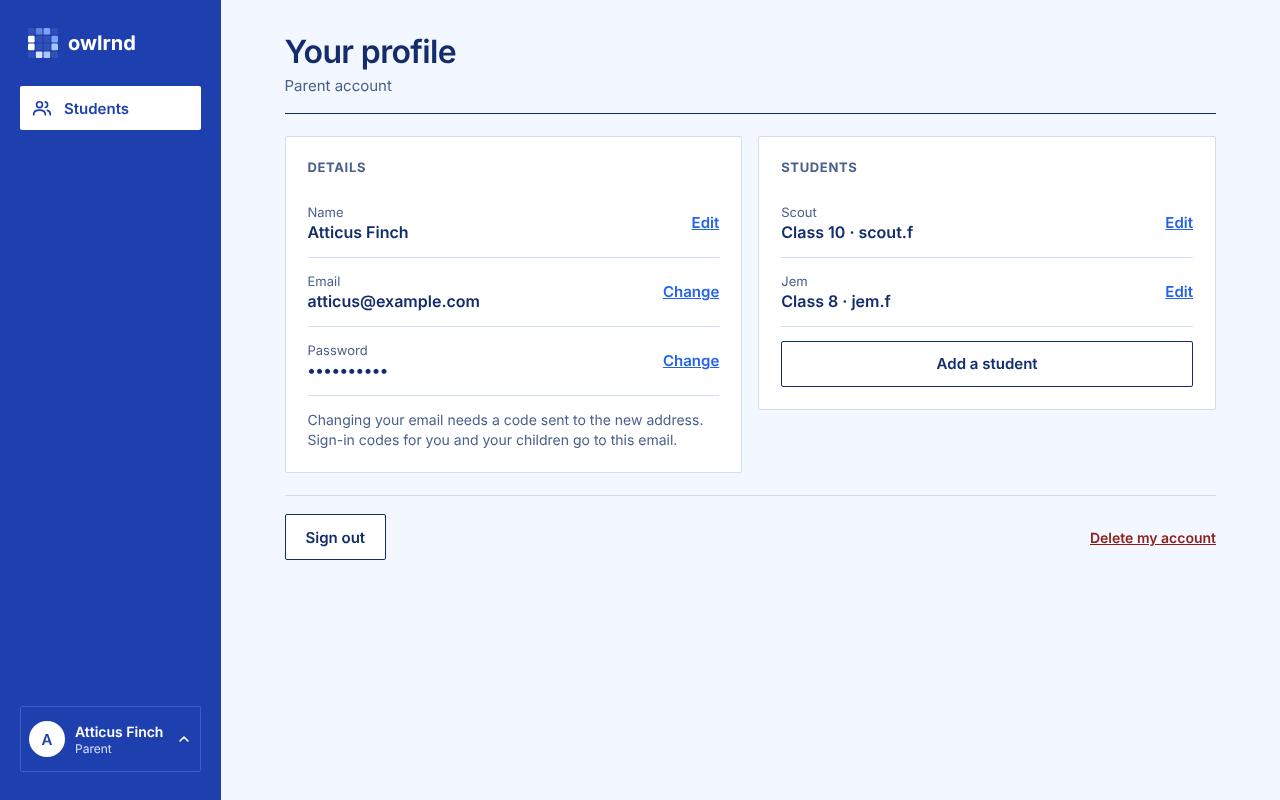 owlrnd
Students
Your profile
Parent account
DETAILS
Name
Atticus Finch
Edit
Email
atticus@example.com
Change
Password
••••••••••
Change
Changing your email needs a code sent to the new address.
Sign-in codes for you and your children go to this email.
STUDENTS
Scout
Class 10 · scout.f
Edit
Jem
Class 8 · jem.f
Edit
Add a student
Sign out
Delete my account
A
Atticus Finch
Parent